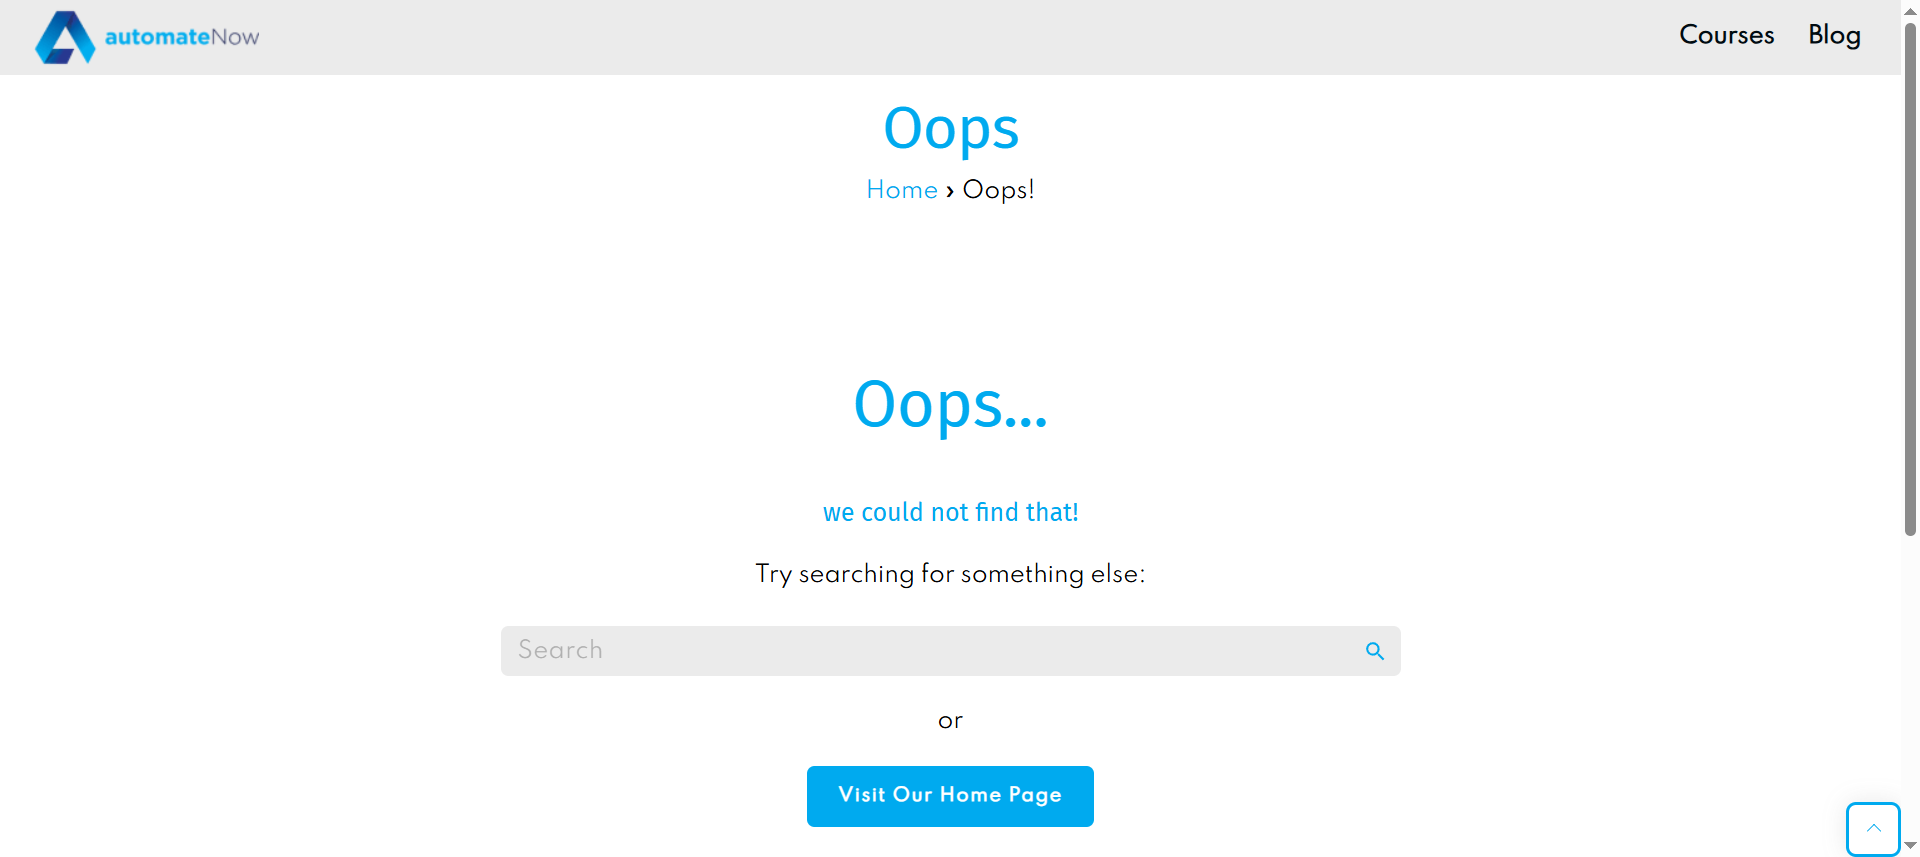 automateNow
Courses Blog
Oops
Home › Oops!
Oops...
we could not find that!
Try searching for something else:
Search
or
Visit Our Home Page